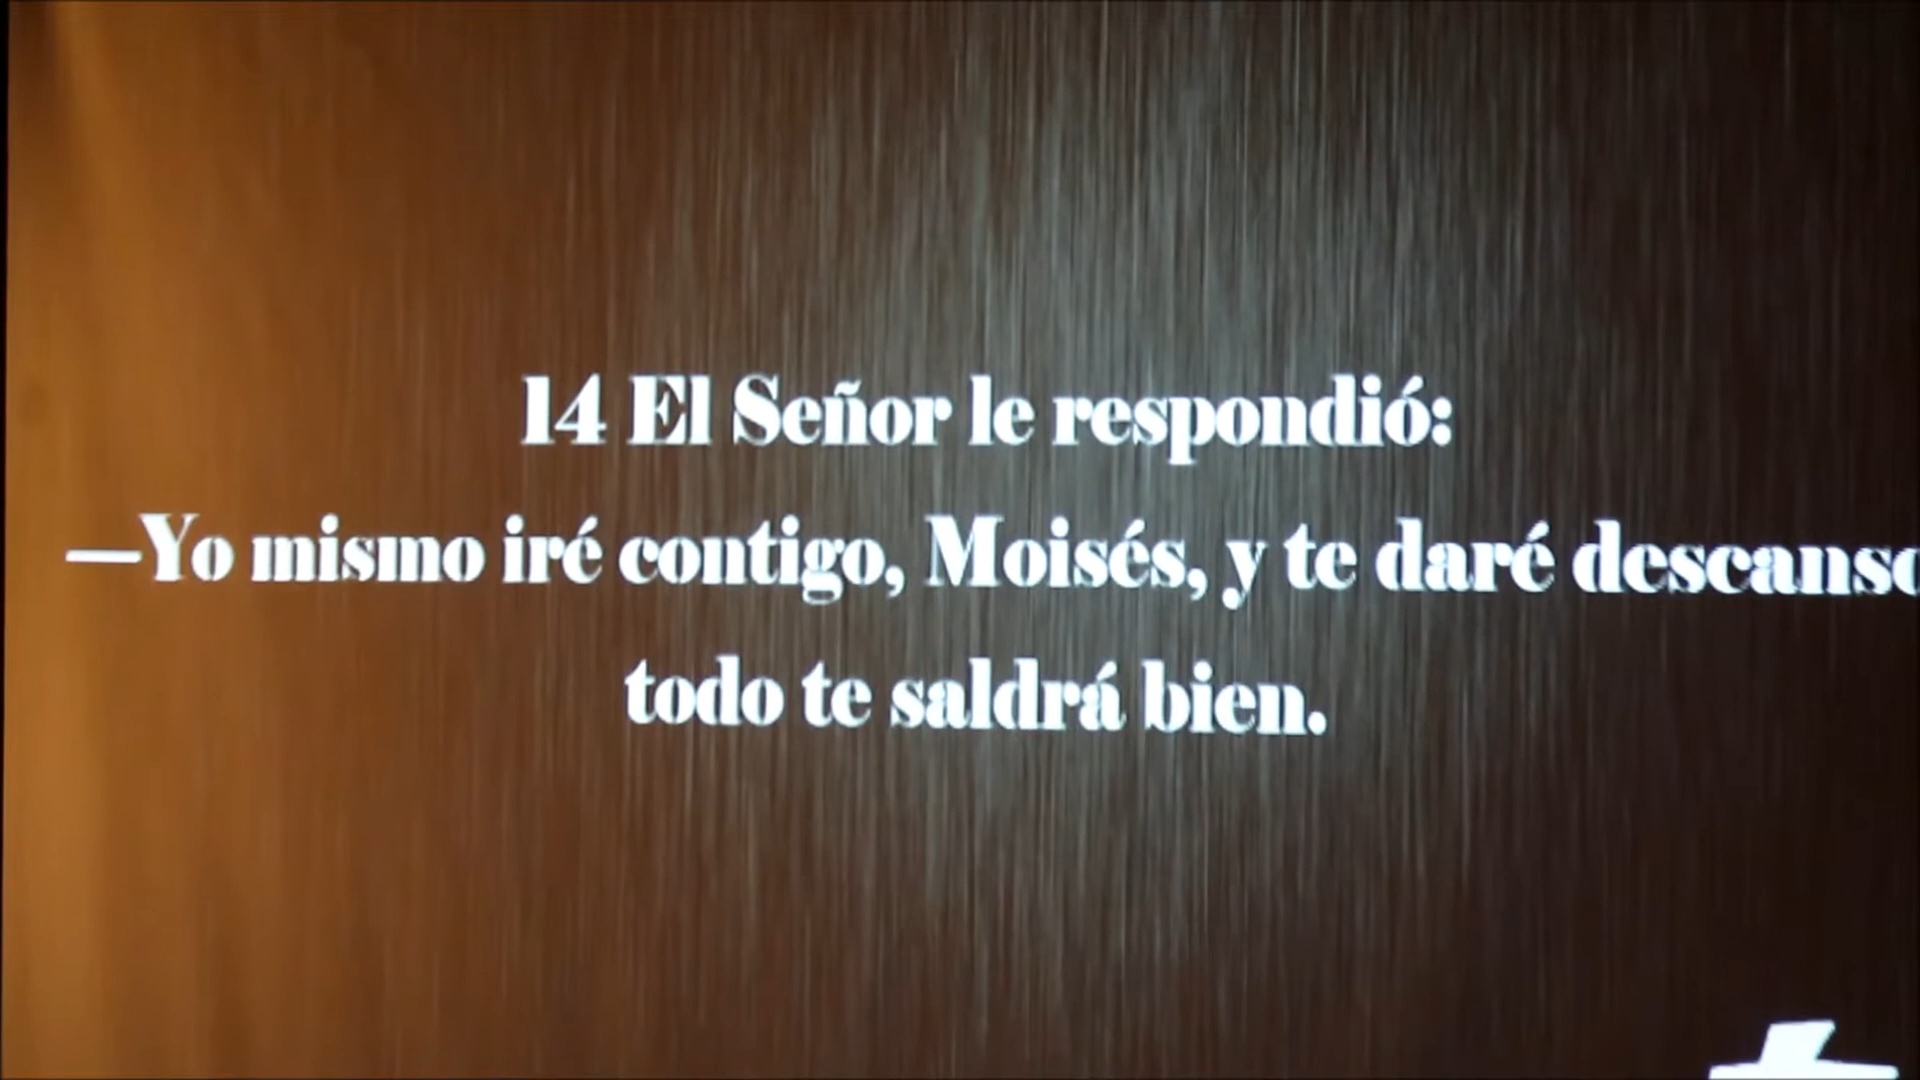 14 El Señor le respondió:
—Yo mismo iré contigo, Moisés, y te daré descanso
todo te saldrá bien.